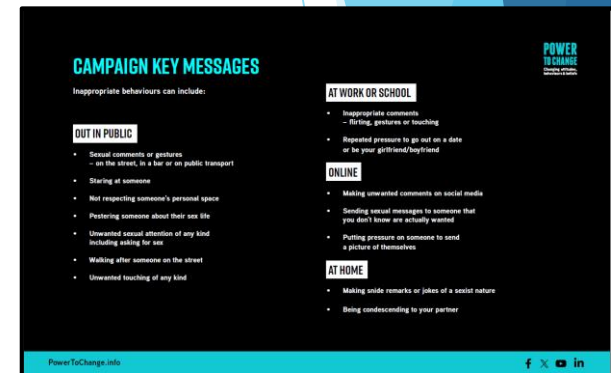 CAMPAIGN KEY MESSAGES
Inappropriate behaviours can include:
OUT IN PUBLIC
• Sexual comments or gestures
– on the street, in a bar or on public transport
• Staring at someone
• Not respecting someone's personal space
• Pestering someone about their sex life
• Unwanted sexual attention of any kind
including asking for sex
• Walking after someone on the street
• Unwanted touching of any kind
POWER
TO CHANGE
Changing attitudes,
behaviours & beliefs
AT WORK OR SCHOOL
• Inappropriate comments
– flirting, gestures or touching
• Repeated pressure to go out on a date
or be your girlfriend/boyfriend
ONLINE
• Making unwanted comments on social media
• Sending sexual messages to someone that
you don't know are actually wanted
• Putting pressure on someone to send
a picture of themselves
AT HOME
• Making snide remarks or jokes of a sexist nature
• Being condescending to your partner
PowerToChange.info